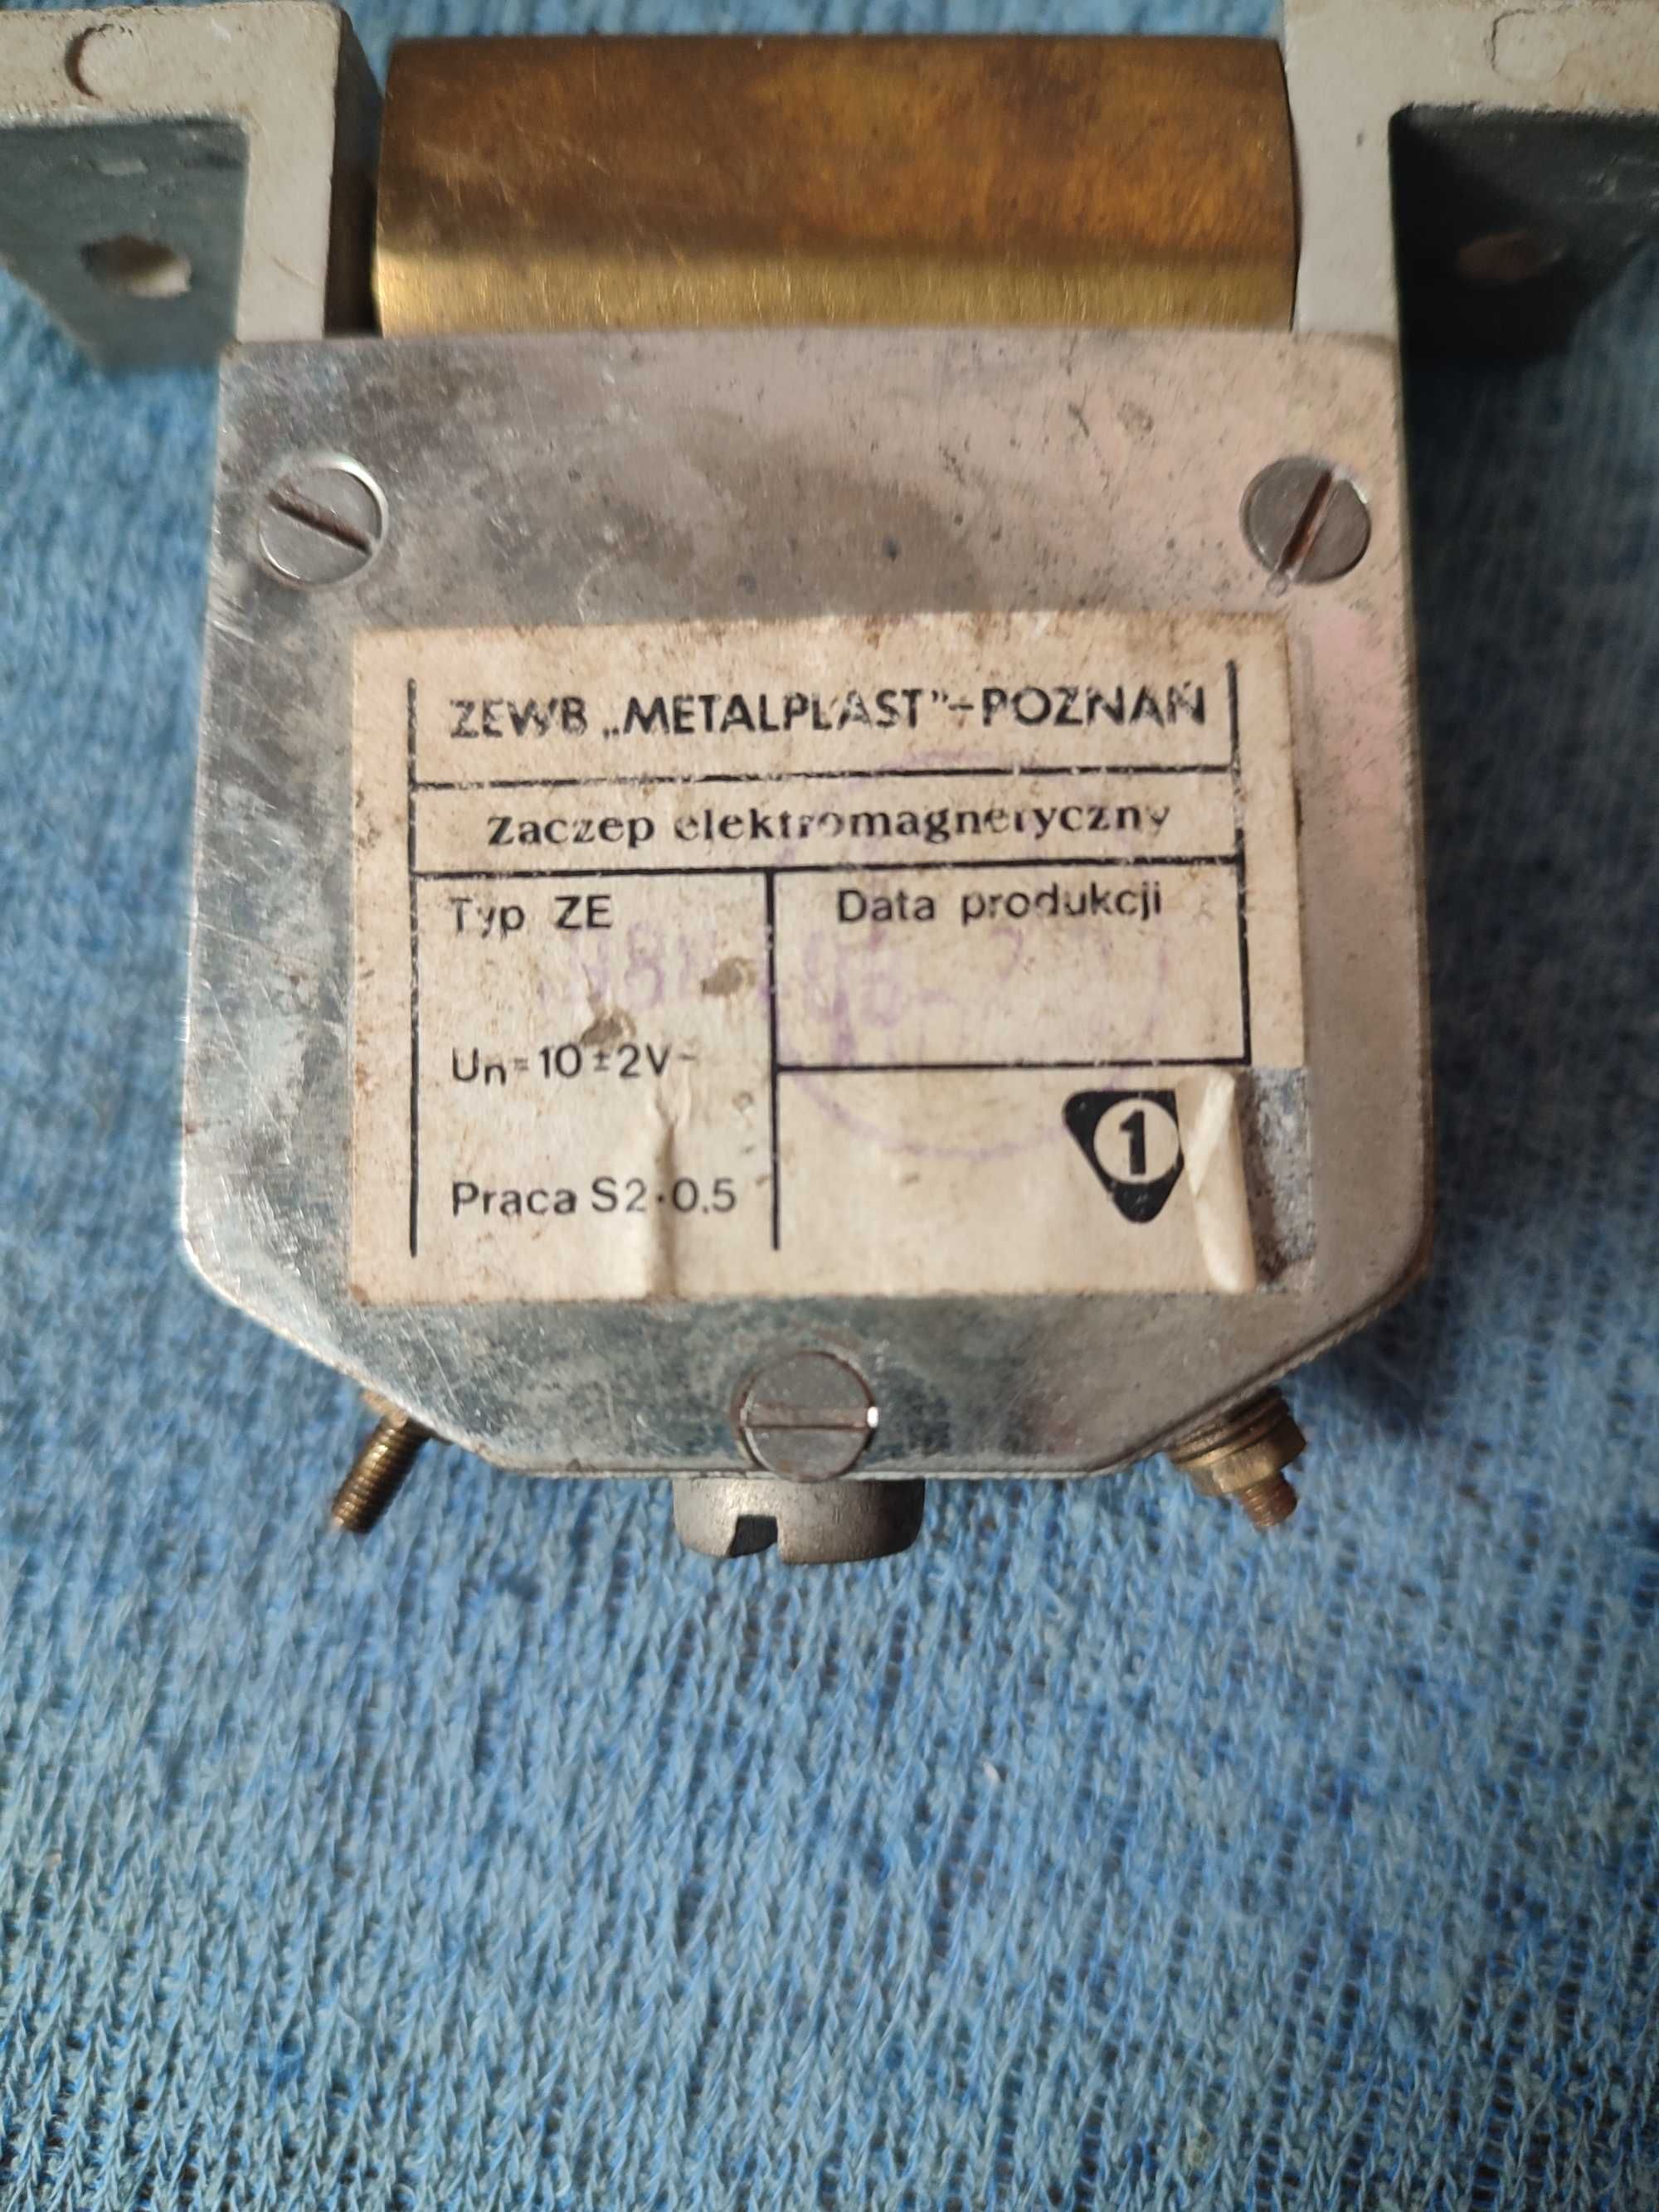 ZEWB „METALPLAST”-POZNAŃ
Zaczep elektromagnetyczny
Typ ZE
Data produkcji
Un=10±2V~
1
Praca S2·0.5